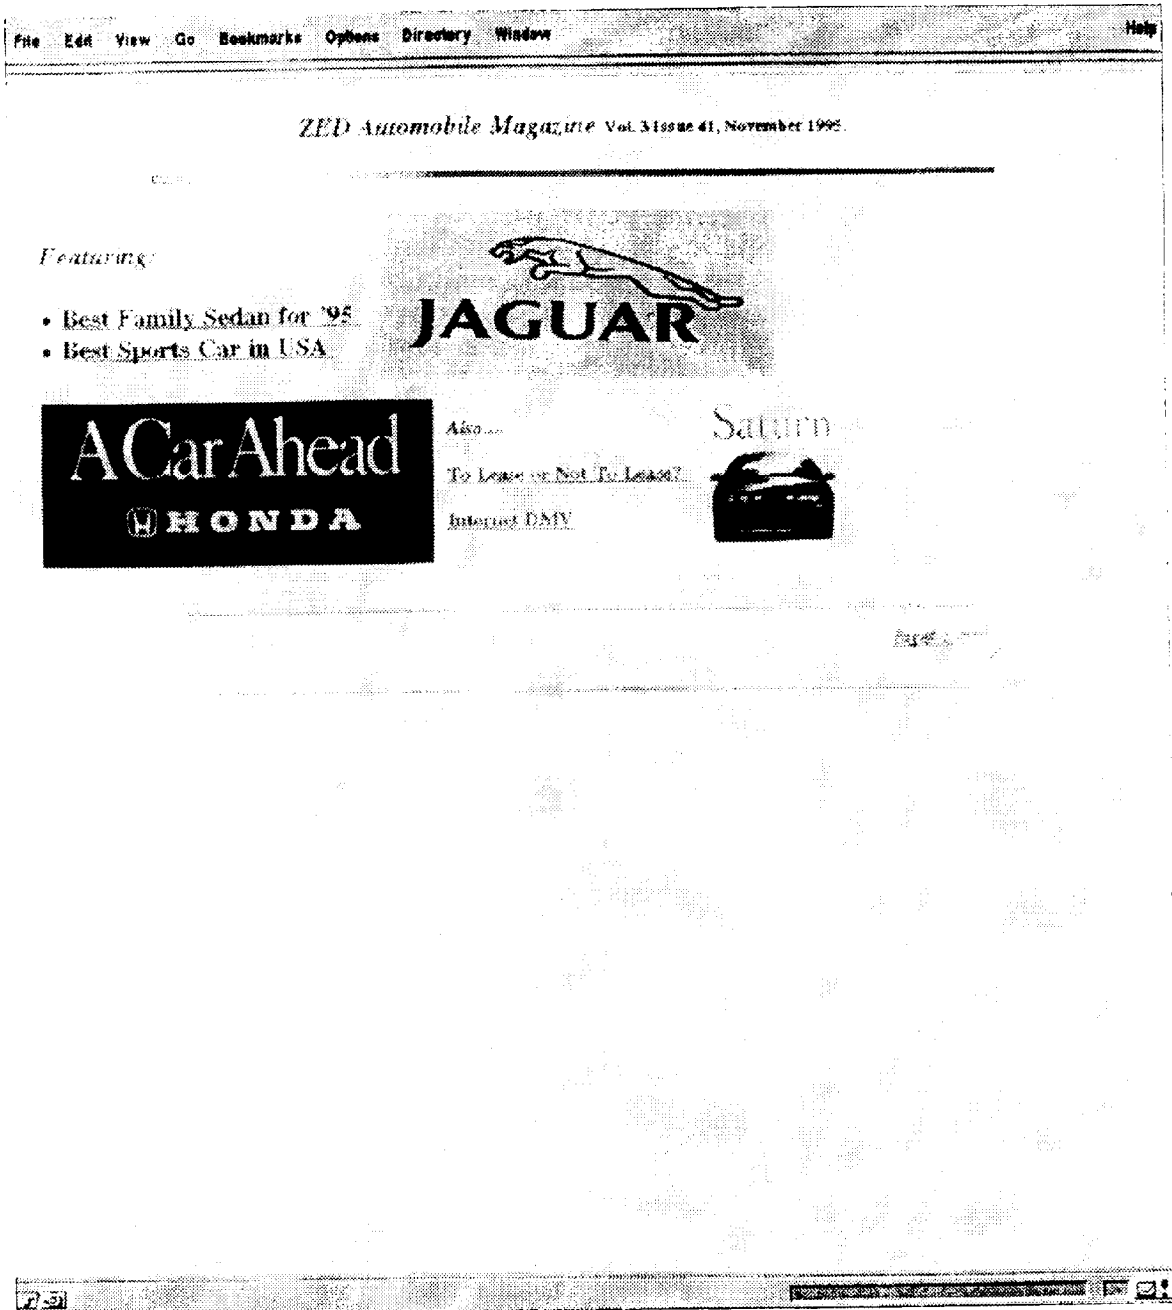 File Edit View Go Bookmarks Options Directory Window Help
ZED Automobile Magazine Vol. 3 Issue 41, November 1995.
Featuring:
• Best Family Sedan for '95
• Best Sports Car in USA
JAGUAR
A Car Ahead
HONDA
Also...
To Lease or Not To Lease?
Internet DMV
Saturn